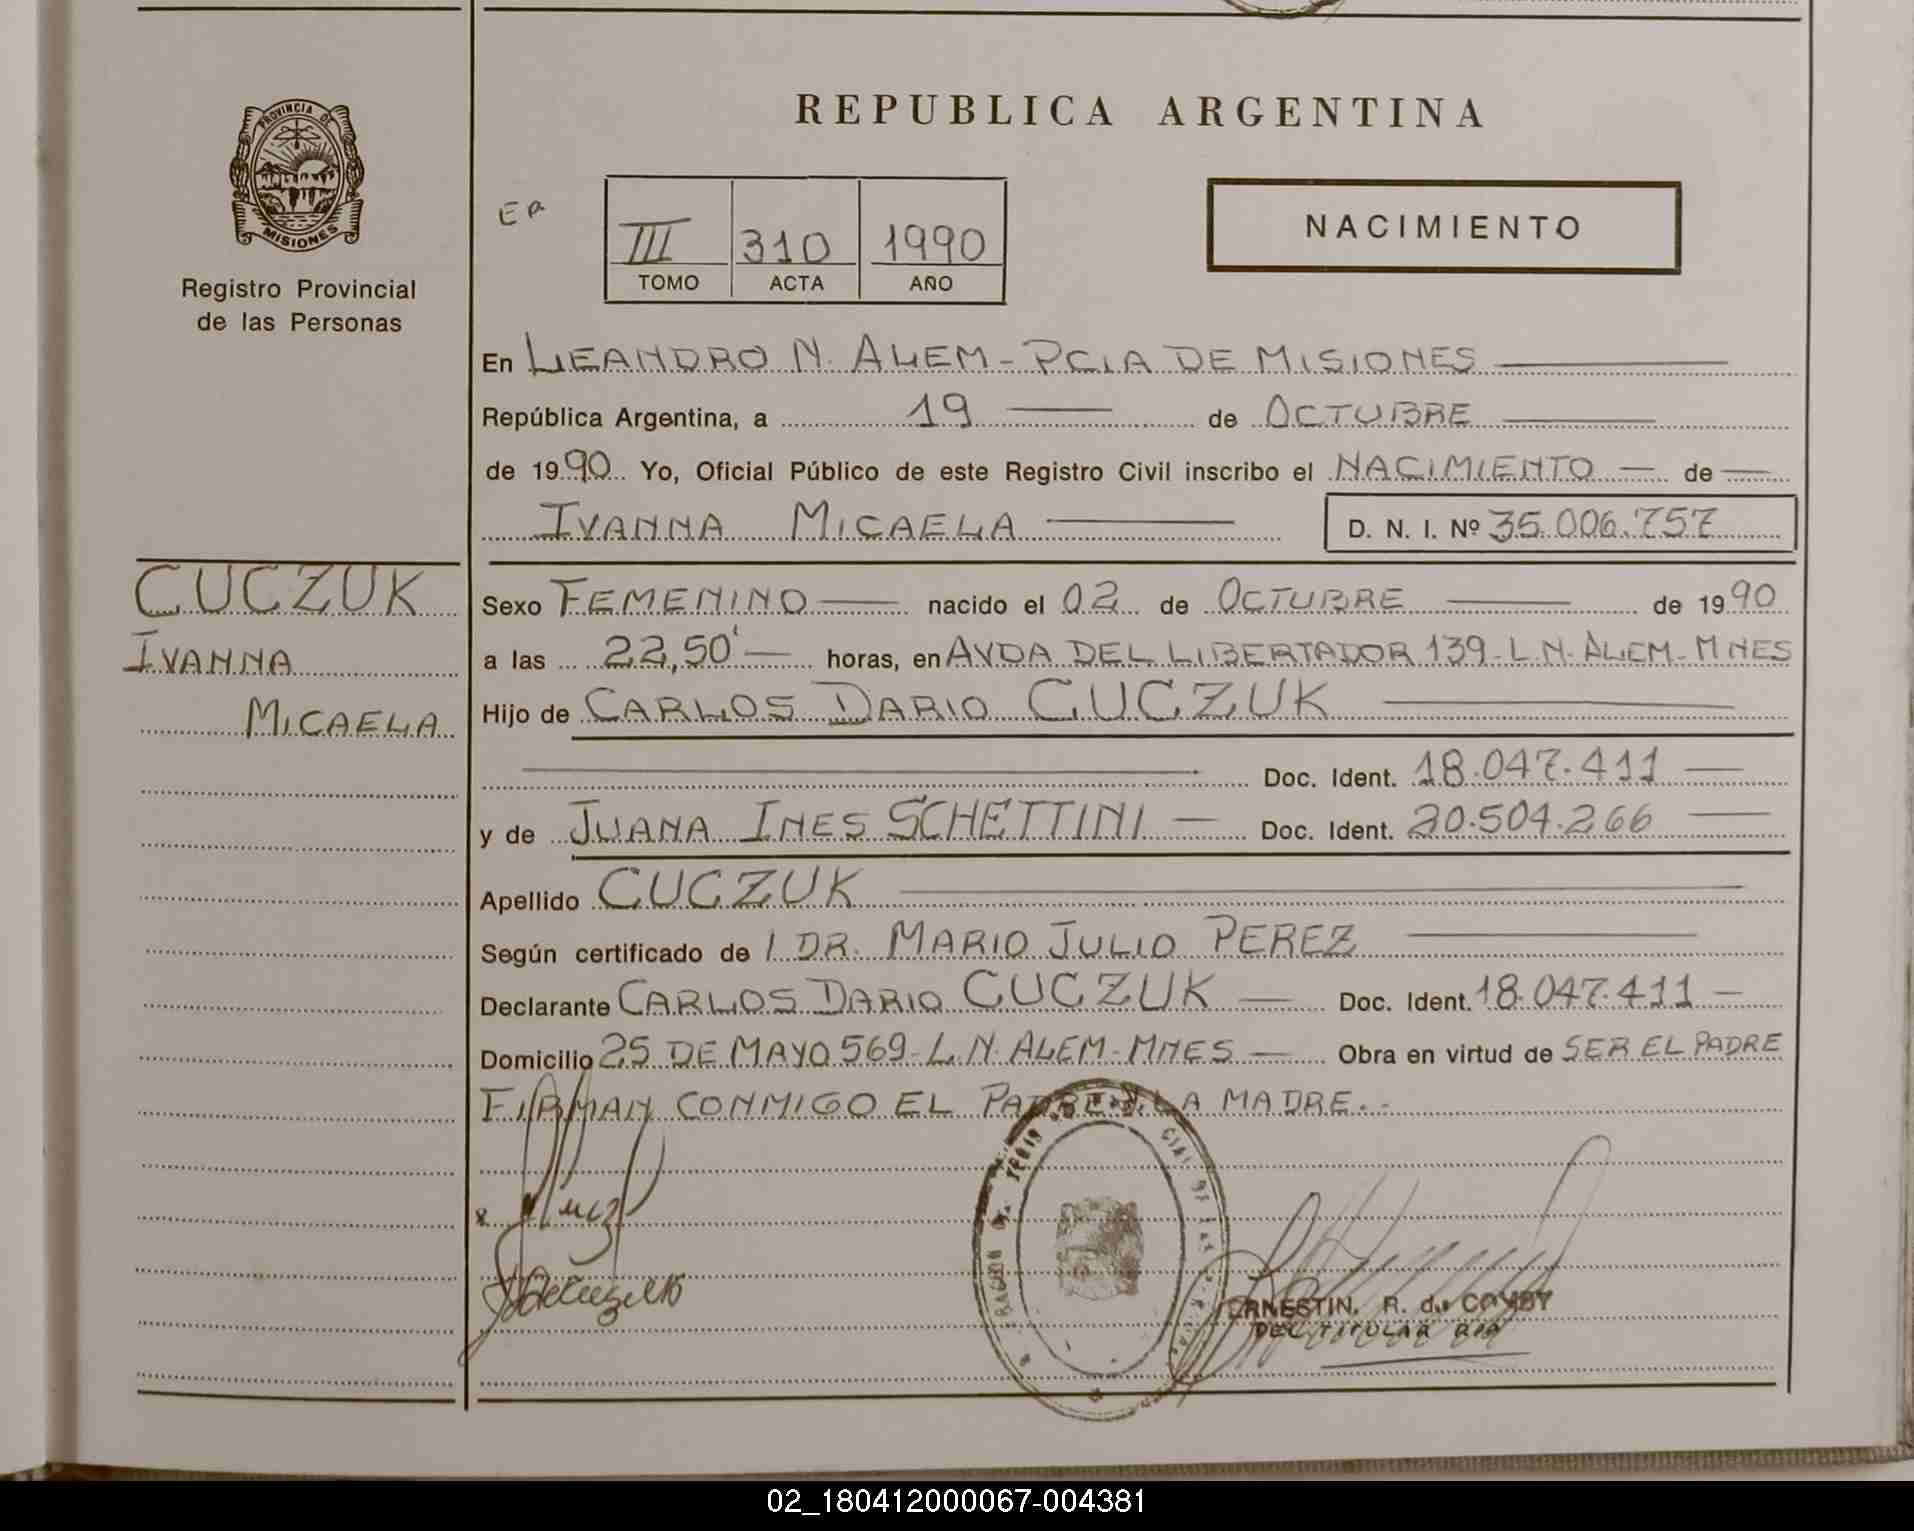 PROVINCIA DE
MISIONES
Registro Provincial
de las Personas
CUCZUK
IVANNA
MICAELA
REPUBLICA ARGENTINA
III 310 1990
TOMO ACTA AÑO
NACIMIENTO
En LEANDRO N. ALEM - PCIA DE MISIONES
República Argentina, a 19 de OCTUBRE
de 1990 Yo, Oficial Público de este Registro Civil inscribo el NACIMIENTO de
IVANNA MICAELA D. N. I. Nº 35.006.757
Sexo FEMENINO nacido el 02 de OCTUBRE de 1990
a las 22,50' horas, en AVDA DEL LIBERTADOR 139-L.N. ALEM-MNES
Hijo de CARLOS DARIO CUCZUK
Doc. Ident. 18.047.411
y de JUANA INES SCHETTINI Doc. Ident. 20.504.266
Apellido CUCZUK
Según certificado de / DR. MARIO JULIO PEREZ
Declarante CARLOS DARIO CUCZUK Doc. Ident. 18.047.411
Domicilio 25 DE MAYO 569-L.N. ALEM-MNES Obra en virtud de SER EL PADRE
FIRMAN CONMIGO EL PADRE Y LA MADRE.-
ERNESTIN. R. de
DEL TITULAR
02_180412000067-004381